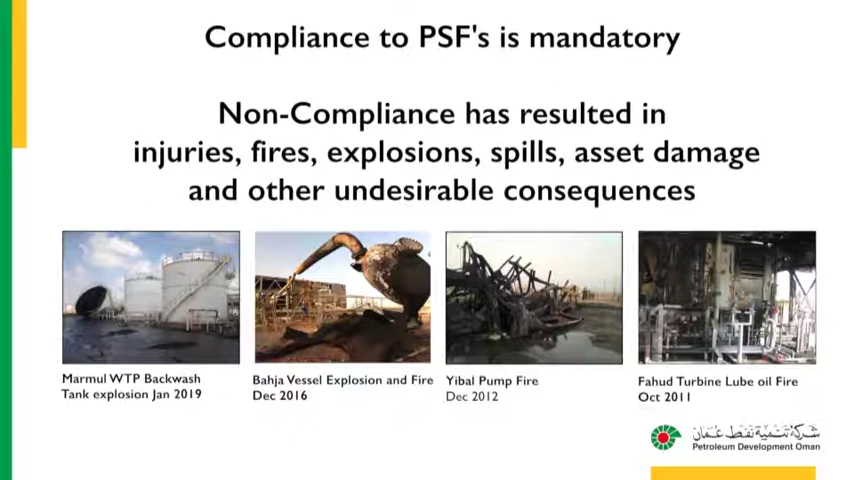 Compliance to PSF's is mandatory
Non-Compliance has resulted in
injuries, fires, explosions, spills, asset damage
and other undesirable consequences
Marmul WTP Backwash
Tank explosion Jan 2019
Bahja Vessel Explosion and Fire
Dec 2016
Yibal Pump Fire
Dec 2012
Fahud Turbine Lube oil Fire
Oct 2011
شركة تنمية نفط عمان
Petroleum Development Oman